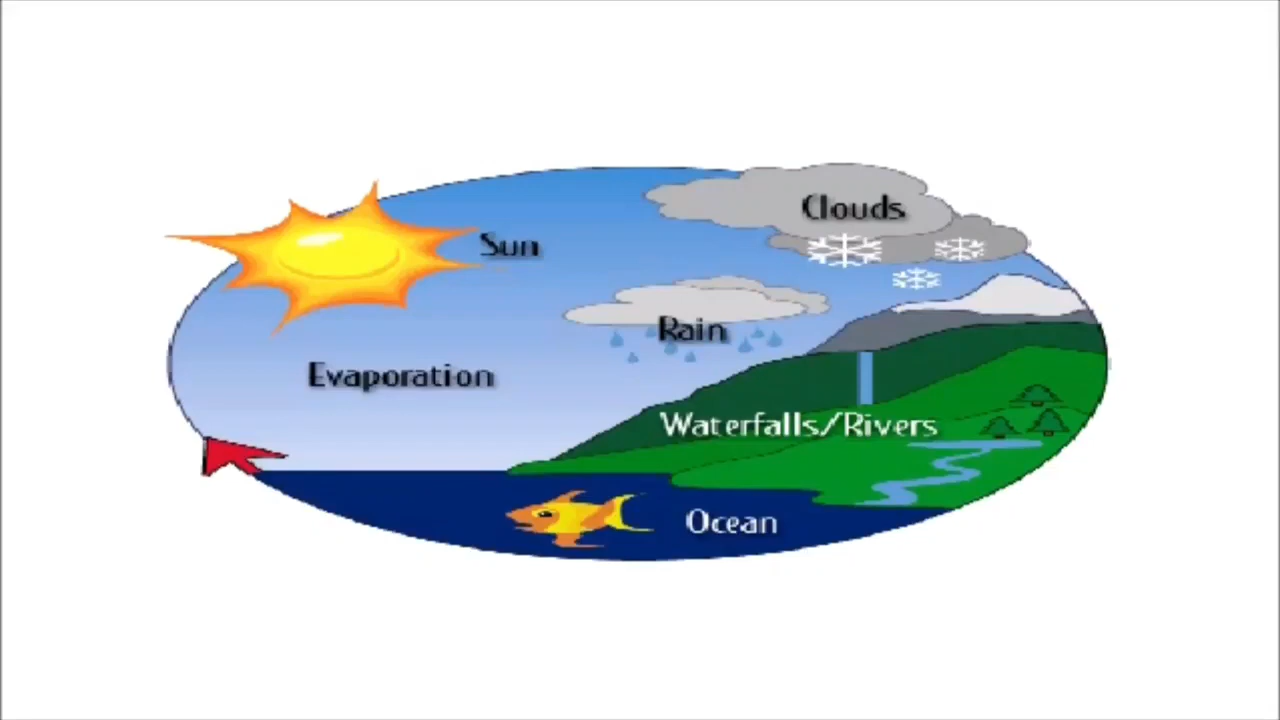 Clouds
Sun
Rain
Evaporation
Waterfalls/Rivers
Ocean